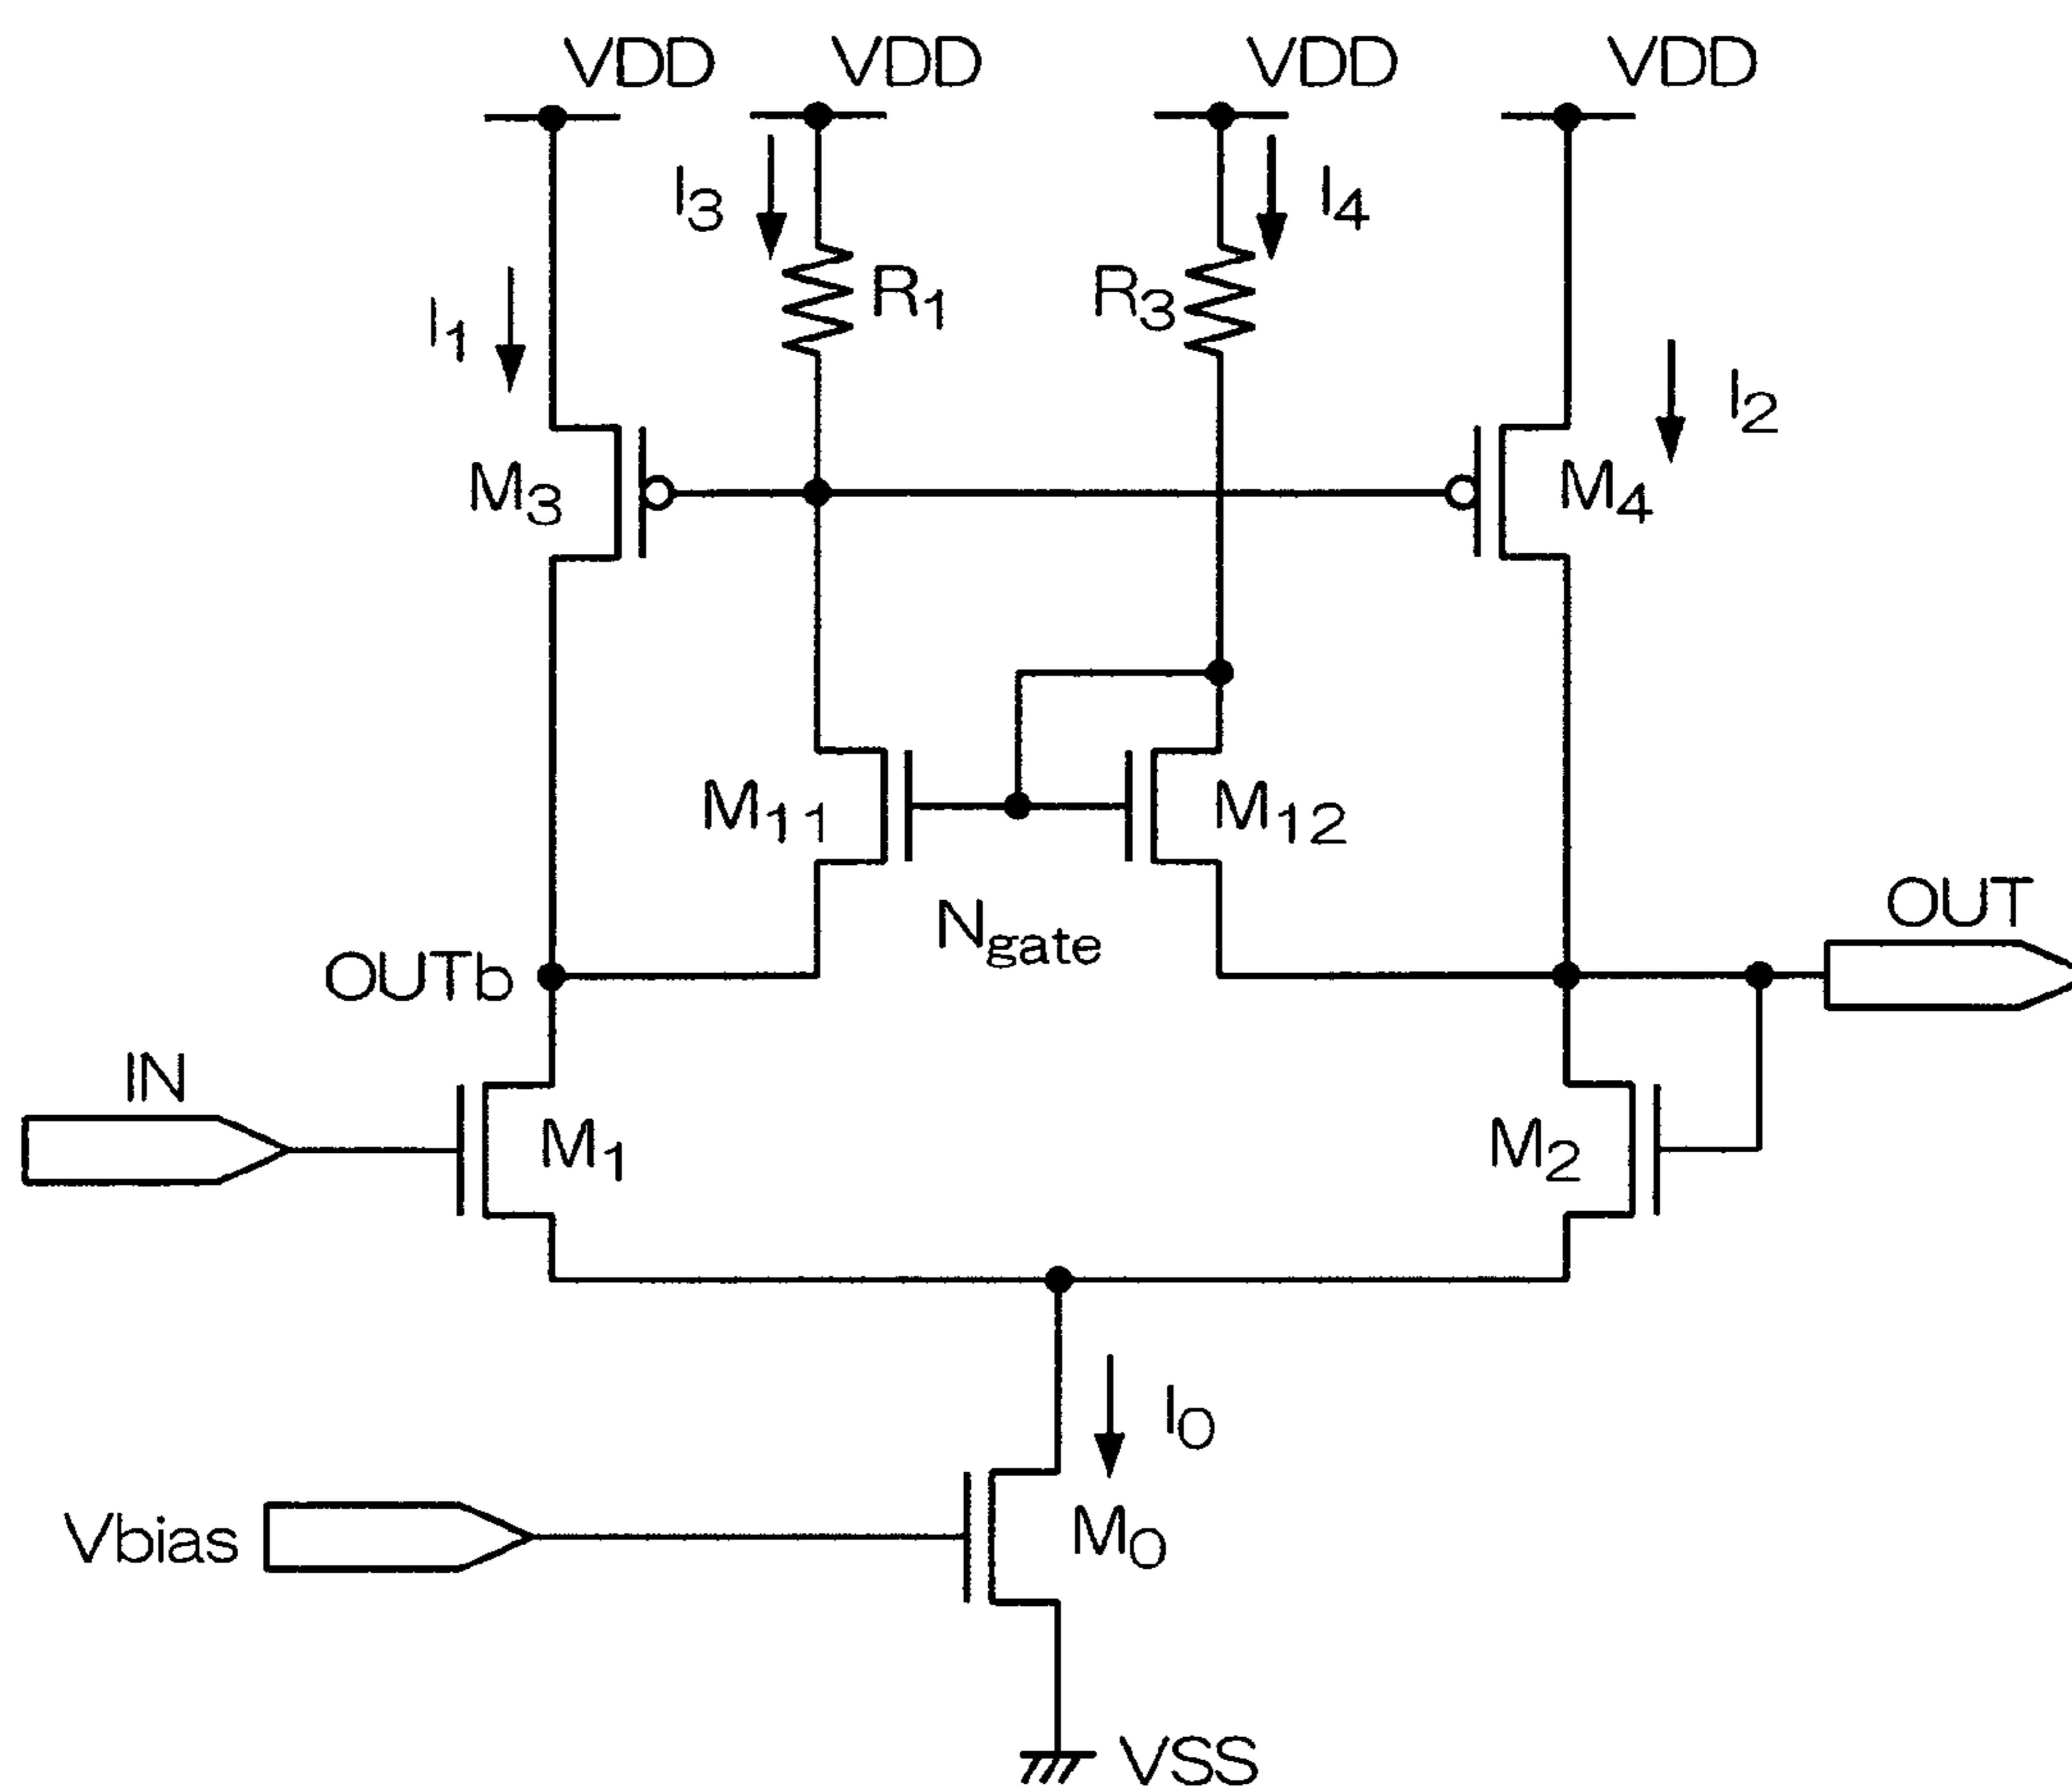 VDD VDD VDD VDD
I3 I4
R1 R3
I1
I2
M3 M4
M11 M12
OUT
Ngate
OUTb
IN
M1 M2
I0
Vbias M0
VSS